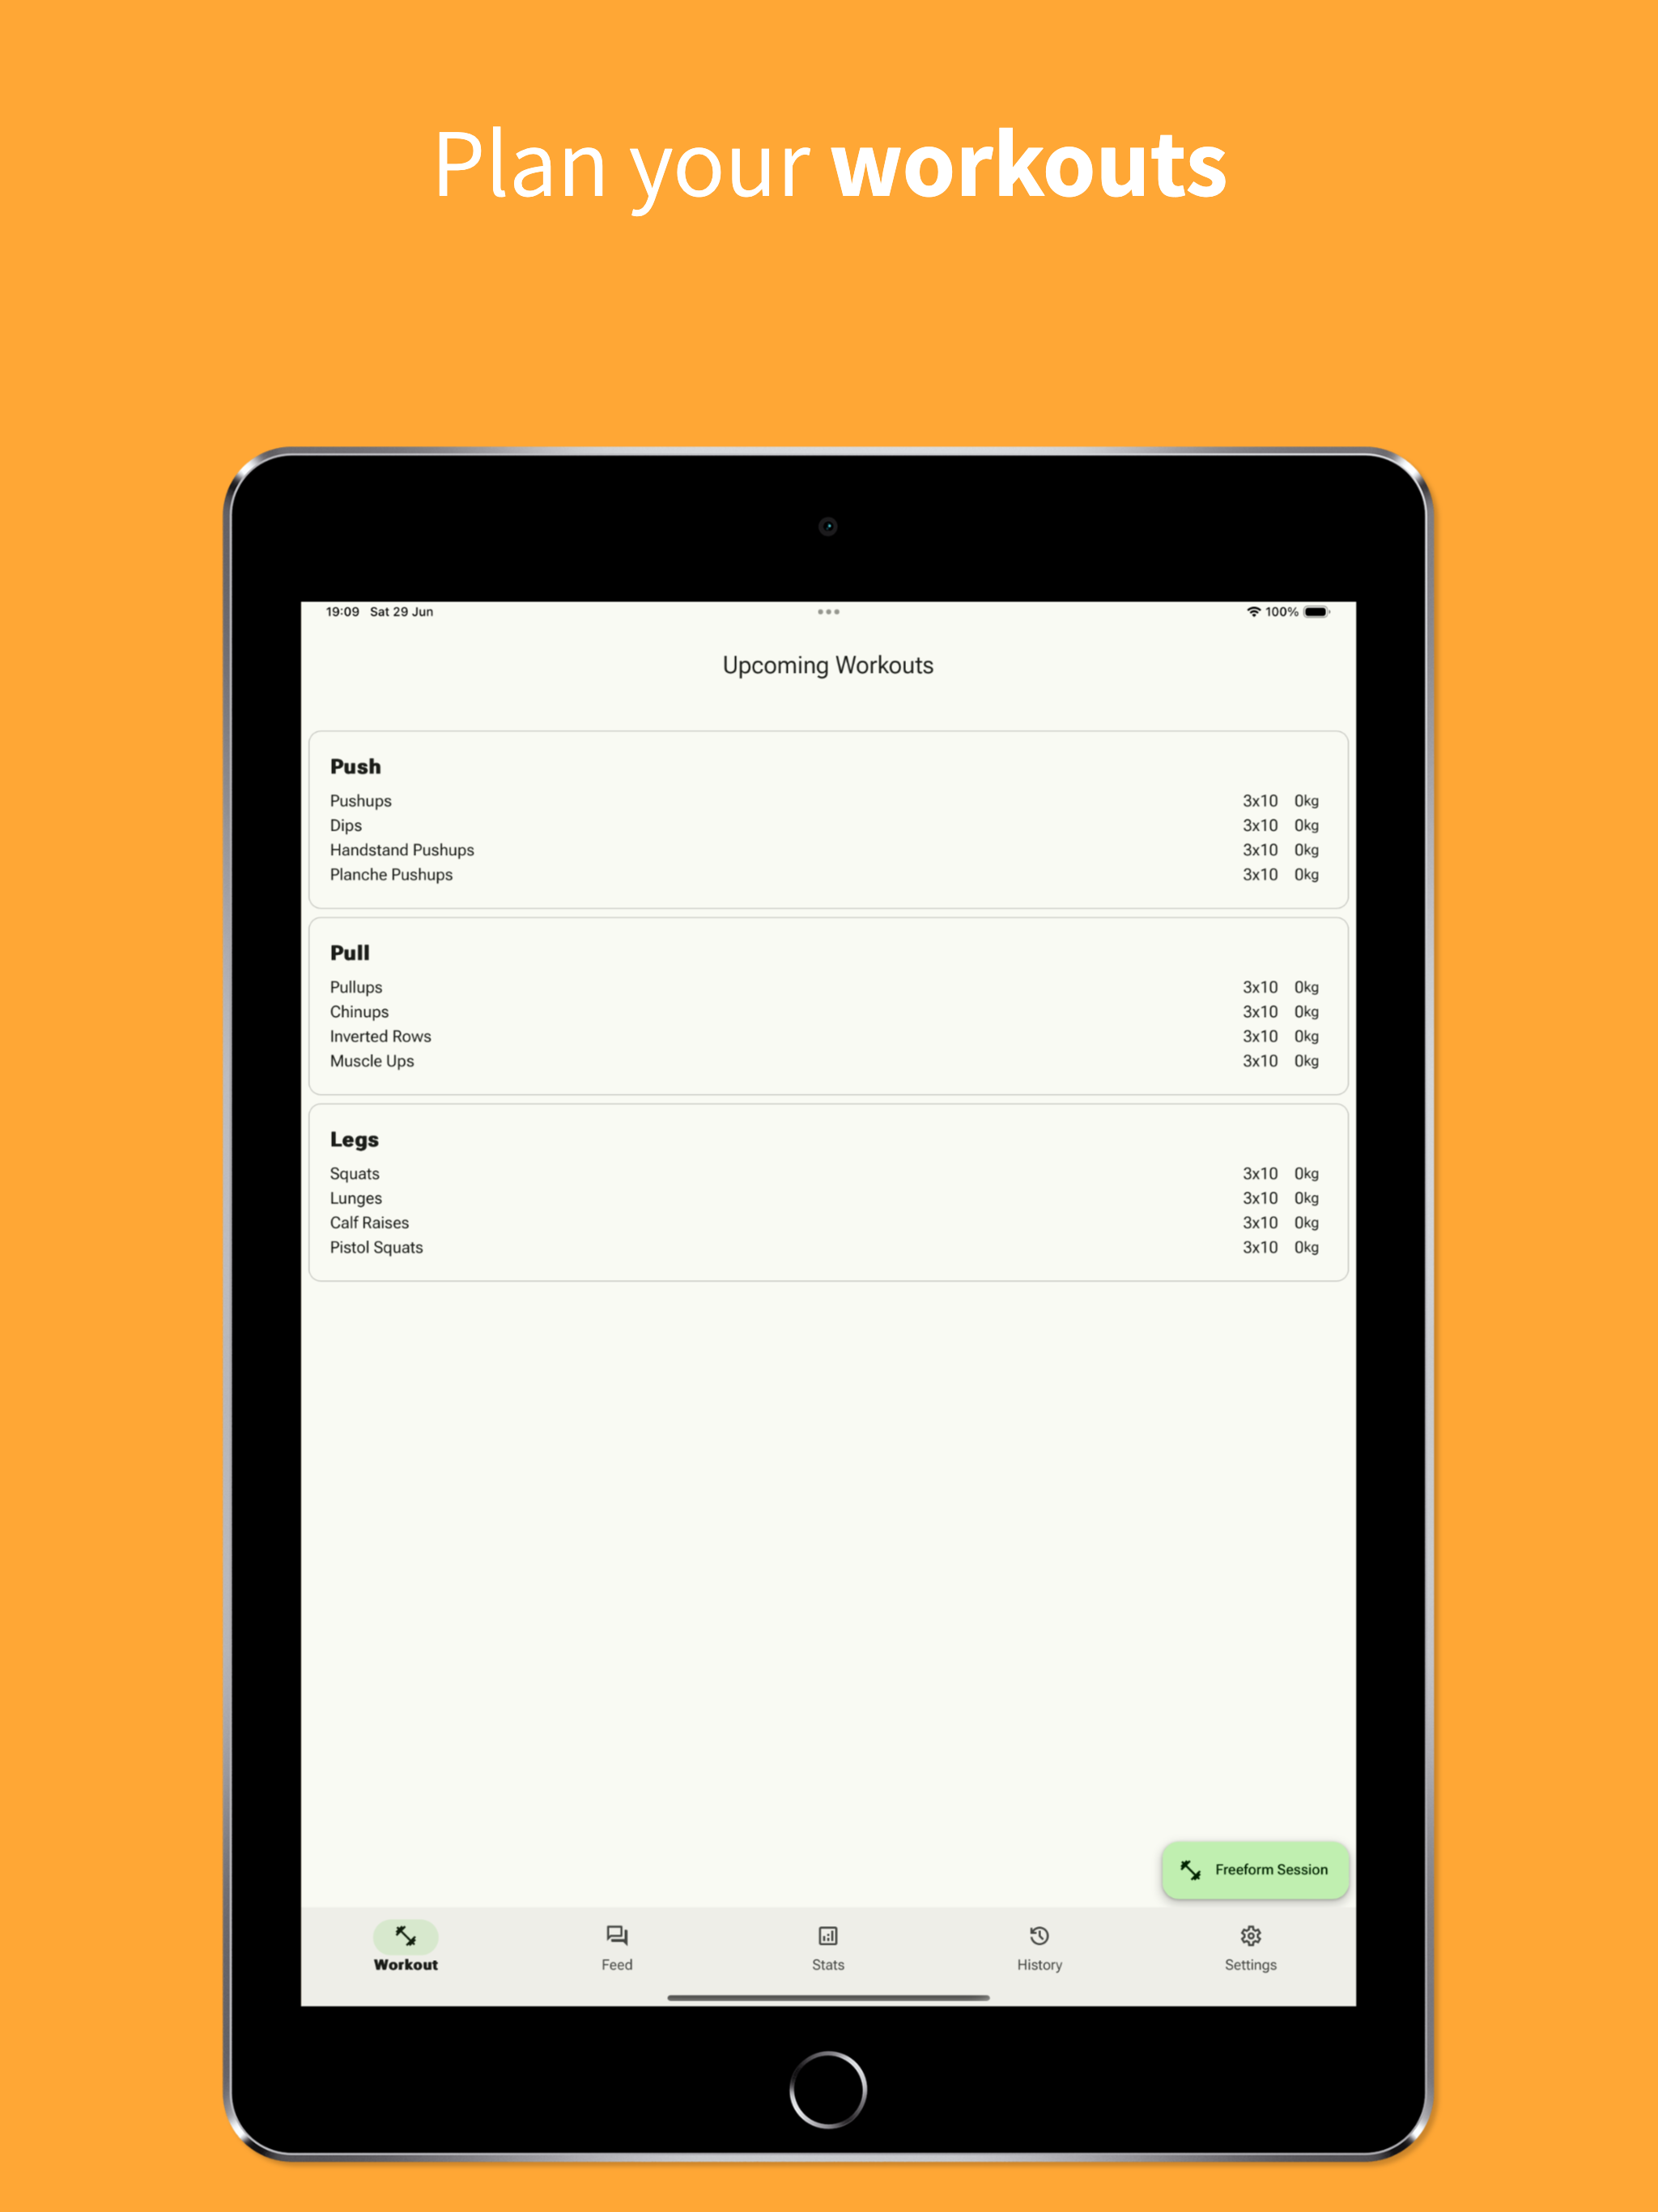 Plan your workouts
19:09 Sat 29 Jun 100%
Upcoming Workouts
Push
Pushups 3x10 0kg
Dips 3x10 0kg
Handstand Pushups 3x10 0kg
Planche Pushups 3x10 0kg
Pull
Pullups 3x10 0kg
Chinups 3x10 0kg
Inverted Rows 3x10 0kg
Muscle Ups 3x10 0kg
Legs
Squats 3x10 0kg
Lunges 3x10 0kg
Calf Raises 3x10 0kg
Pistol Squats 3x10 0kg
Freeform Session
Workout Feed Stats History Settings